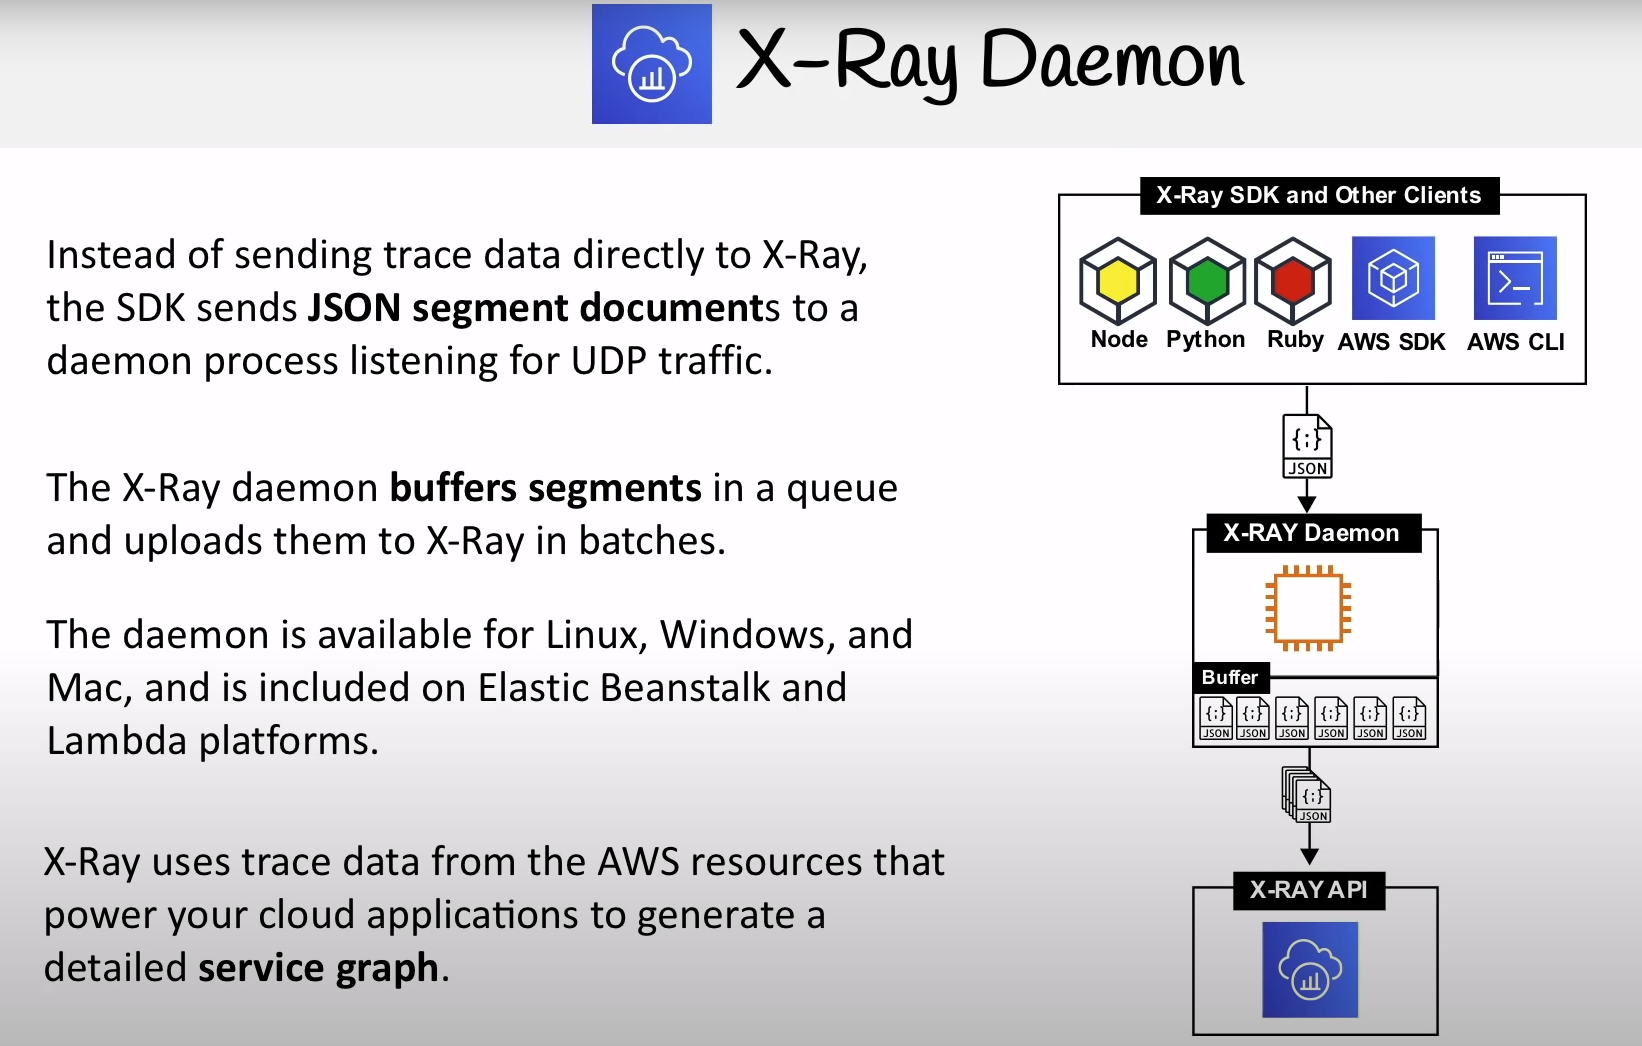 X-Ray Daemon
Instead of sending trace data directly to X-Ray,
the SDK sends JSON segment documents to a
daemon process listening for UDP traffic.
The X-Ray daemon buffers segments in a queue
and uploads them to X-Ray in batches.
The daemon is available for Linux, Windows, and
Mac, and is included on Elastic Beanstalk and
Lambda platforms.
X-Ray uses trace data from the AWS resources that
power your cloud applications to generate a
detailed service graph.
X-Ray SDK and Other Clients
Node Python Ruby AWS SDK AWS CLI
{;}
JSON
X-RAY Daemon
Buffer
{;} {;} {;} {;} {;} {;}
JSON JSON JSON JSON JSON JSON
{;}
JSON
X-RAY API